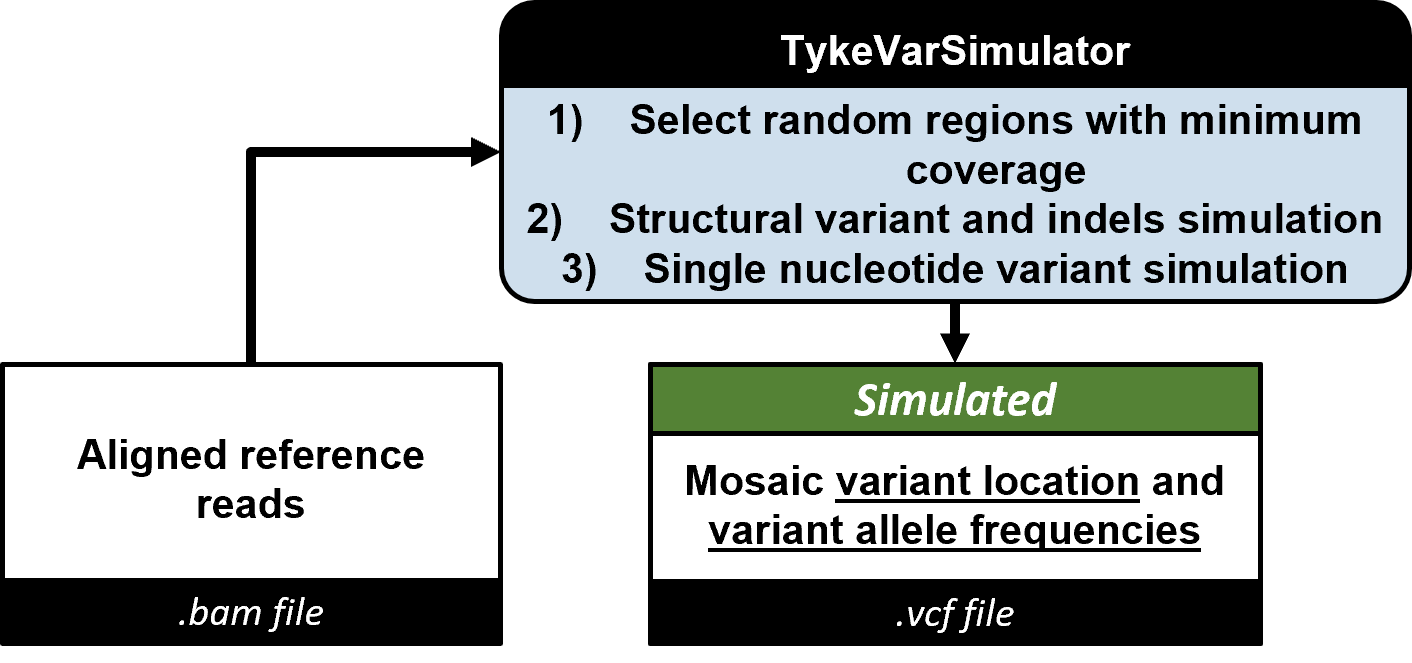 TykeVarSimulator
1) Select random regions with minimum
coverage
2) Structural variant and indels simulation
3) Single nucleotide variant simulation
Aligned reference
reads
.bam file
Simulated
Mosaic variant location and
variant allele frequencies
.vcf file